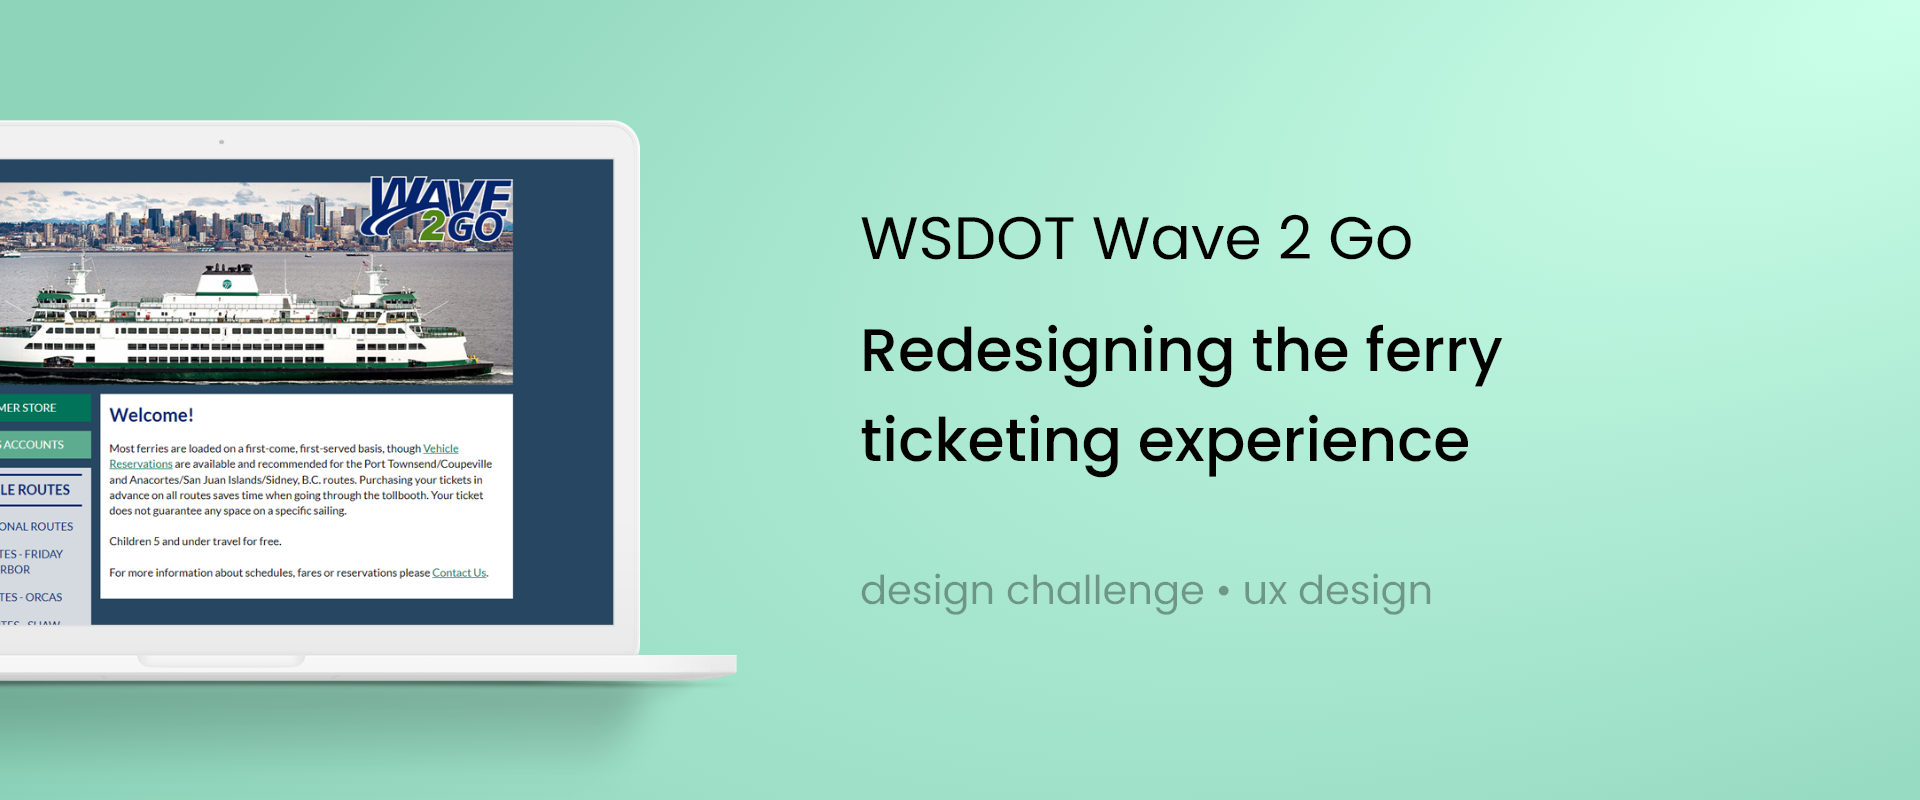 WAVE
2GO
MER STORE
ACCOUNTS
LE ROUTES
ONAL ROUTES
TES - FRIDAY
RBOR
TES - ORCAS
Welcome!
Most ferries are loaded on a first-come, first-served basis, though Vehicle
Reservations are available and recommended for the Port Townsend/Coupeville
and Anacortes/San Juan Islands/Sidney, B.C. routes. Purchasing your tickets in
advance on all routes saves time when going through the tollbooth. Your ticket
does not guarantee any space on a specific sailing.
Children 5 and under travel for free.
For more information about schedules, fares or reservations please Contact Us.
WSDOT Wave 2 Go
Redesigning the ferry
ticketing experience
design challenge • ux design